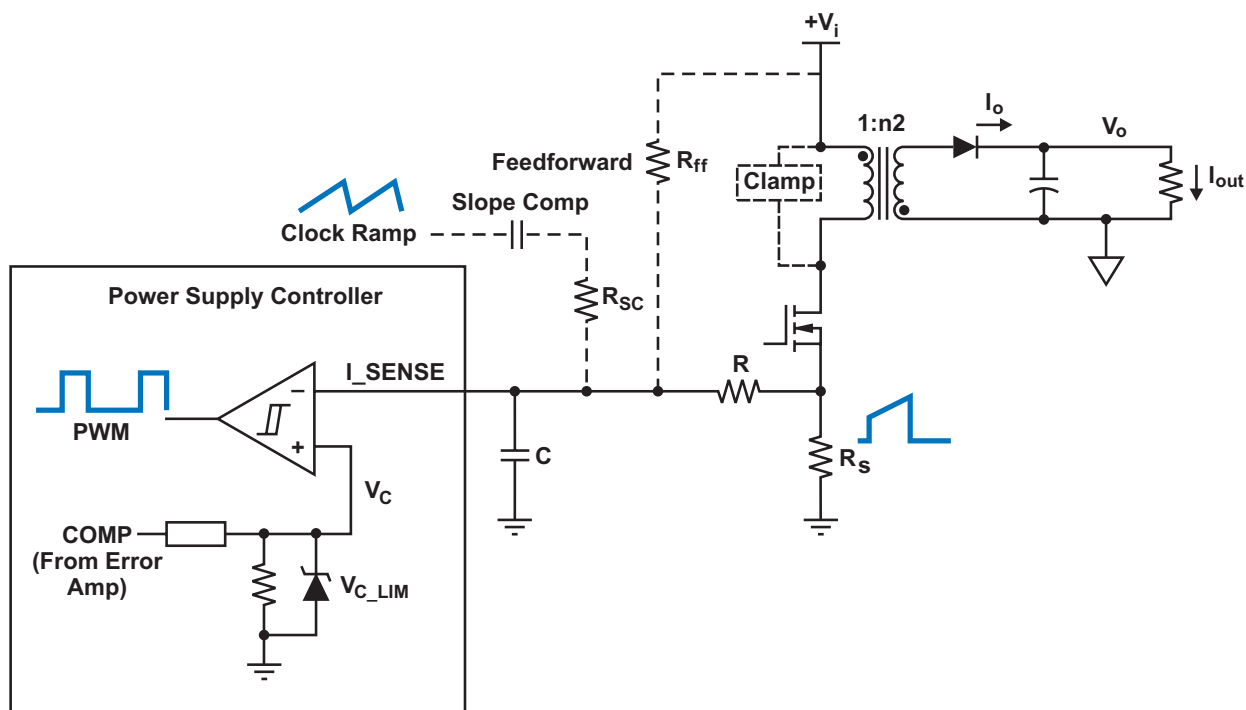 +Vi
1:n2
Io
Vo
Iout
Feedforward
Rff
Clamp
Slope Comp
Clock Ramp
RSC
Power Supply Controller
I_SENSE
R
−
+
PWM
C
Rs
VC
COMP
(From Error
Amp)
VC_LIM